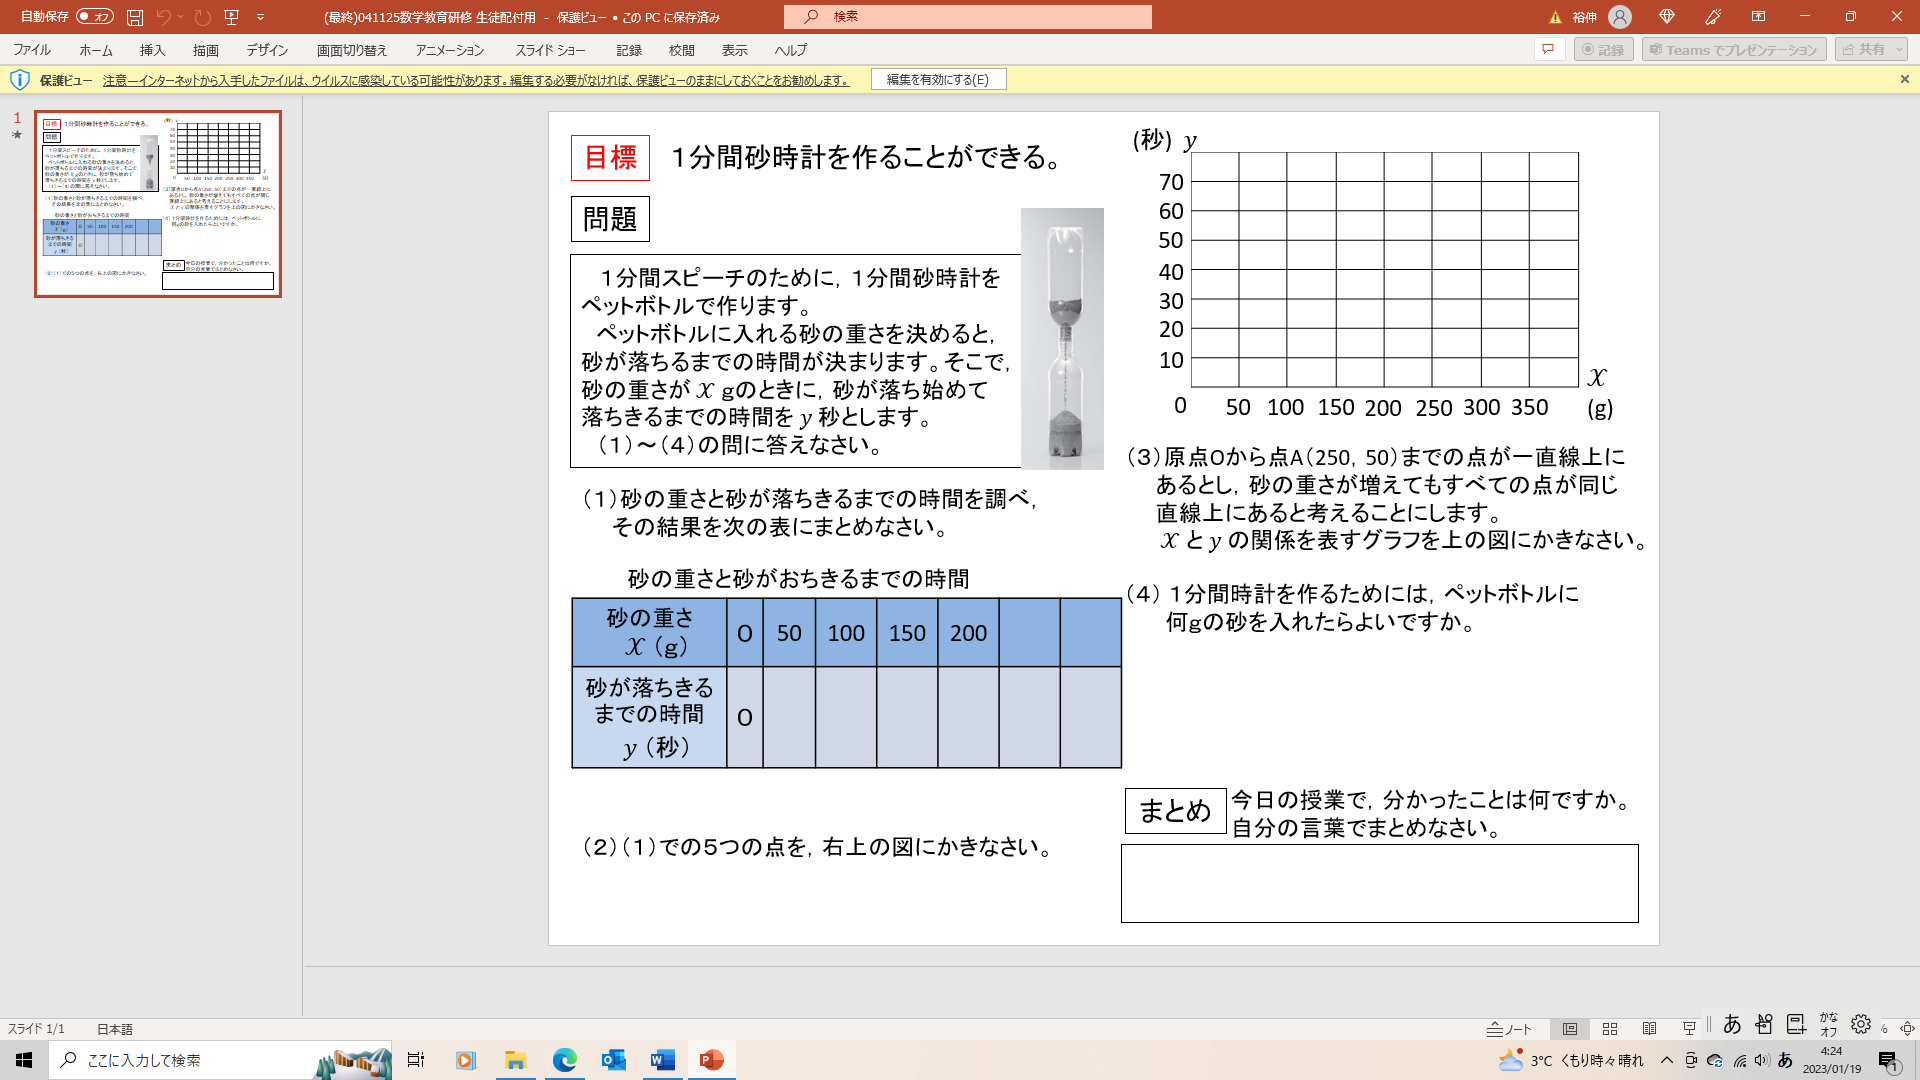 自動保存 オフ (最終)041125数学教育研修 生徒配付用 - 保護ビュー • この PC に保存済み 検索 裕伸
ファイル ホーム 挿入 描画 デザイン 画面切り替え アニメーション スライド ショー 記録 校閲 表示 ヘルプ 記録 Teams でプレゼンテーション 共有
保護ビュー 注意—インターネットから入手したファイルは、ウイルスに感染している可能性があります。編集する必要がなければ、保護ビューのままにしておくことをお勧めします。 編集を有効にする(E)
1
目標 1分間砂時計を作ることができる。
問題
1分間スピーチのために，1分間砂時計を
ペットボトルで作ります。
ペットボトルに入れる砂の重さを決めると，
砂が落ちるまでの時間が決まります。そこで，
砂の重さが x gのときに，砂が落ち始めて
落ちきるまでの時間を y 秒とします。
（1）～（4）の問に答えなさい。
（1）砂の重さと砂が落ちきるまでの時間を調べ，
その結果を次の表にまとめなさい。
砂の重さと砂がおちきるまでの時間
砂の重さ
x（g） 0 50 100 150 200
砂が落ちきる
までの時間
y（秒） 0
（2）（1）での5つの点を，右上の図にかきなさい。
(秒) y
70
60
50
40
30
20
10
x
0 50 100 150 200 250 300 350 (g)
（3）原点Oから点A（250，50）までの点が一直線上に
あるとし，砂の重さが増えてもすべての点が同じ
直線上にあると考えることにします。
x と y の関係を表すグラフを上の図にかきなさい。
（4） 1分間時計を作るためには，ペットボトルに
何gの砂を入れたらよいですか。
まとめ 今日の授業で，分かったことは何ですか。
自分の言葉でまとめなさい。
スライド 1/1 日本語 ノート あ かな オフ %
ここに入力して検索 3°C くもり時々晴れ あ 4:24
2023/01/19 1